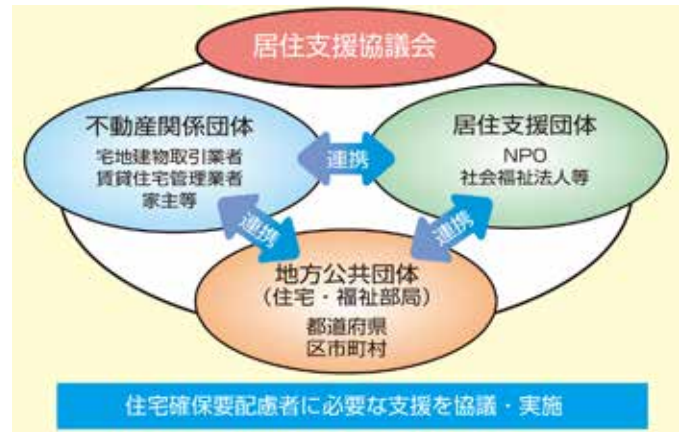 居住支援協議会
不動産関係団体
宅地建物取引業者
賃貸住宅管理業者
家主等
連携
居住支援団体
NPO
社会福祉法人等
連携
連携
地方公共団体
（住宅・福祉部局）
都道府県
区市町村
住宅確保要配慮者に必要な支援を協議・実施